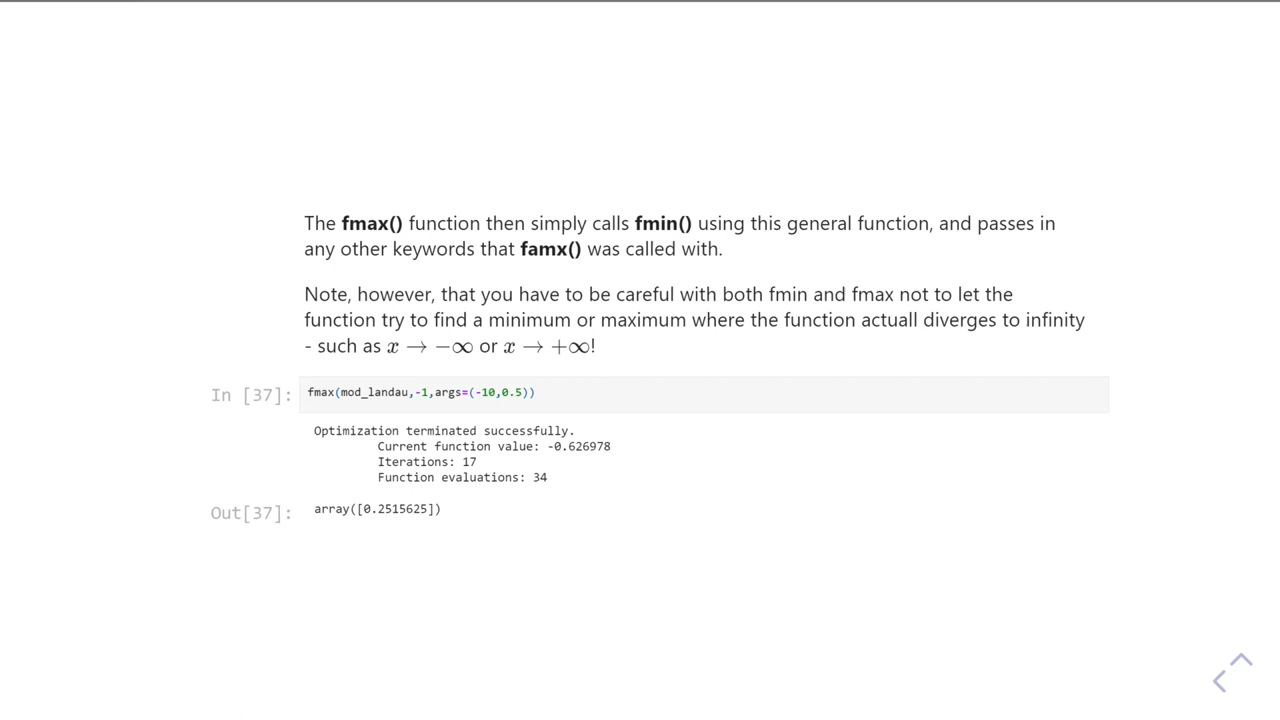 The fmax() function then simply calls fmin() using this general function, and passes in
any other keywords that famx() was called with.
Note, however, that you have to be careful with both fmin and fmax not to let the
function try to find a minimum or maximum where the function actuall diverges to infinity
- such as x → −∞ or x → +∞!
In [37]: fmax(mod_landau,-1,args=(-10,0.5))
Optimization terminated successfully.
Current function value: -0.626978
Iterations: 17
Function evaluations: 34
Out[37]: array([0.2515625])